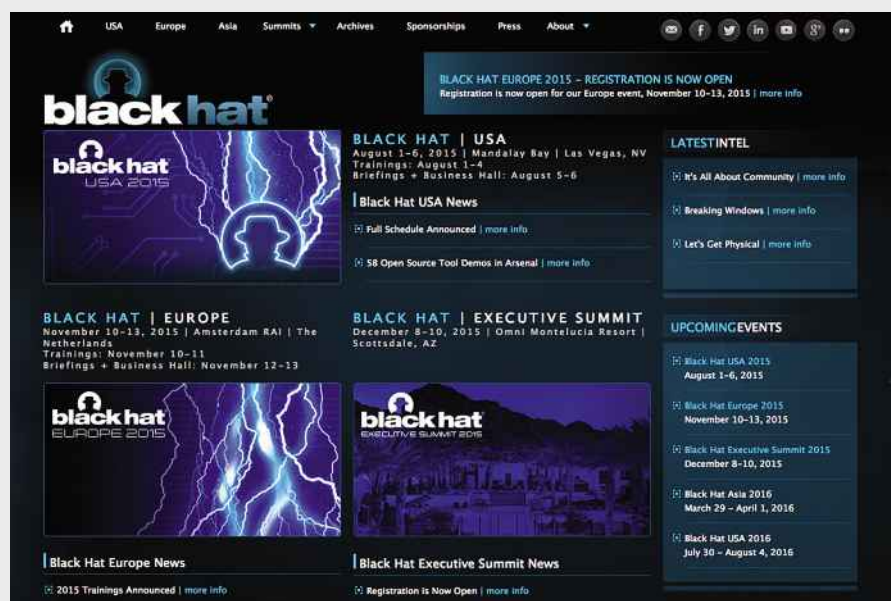 USA Europe Asia Summits Archives Sponsorships Press About
black hat
BLACK HAT EUROPE 2015 – REGISTRATION IS NOW OPEN
Registration is now open for our Europe event, November 10-13, 2015 | more info
black hat
USA 2015
BLACK HAT | USA
August 1-6, 2015 | Mandalay Bay | Las Vegas, NV
Trainings: August 1-4
Briefings + Business Hall: August 5-6
Black Hat USA News
Full Schedule Announced | more info
58 Open Source Tool Demos in Arsenal | more info
LATESTINTEL
It's All About Community | more info
Breaking Windows | more info
Let's Get Physical | more info
BLACK HAT | EUROPE
November 10-13, 2015 | Amsterdam RAI | The
Netherlands
Trainings: November 10-11
Briefings + Business Hall: November 12-13
black hat
EUROPE 2015
Black Hat Europe News
2015 Trainings Announced | more info
BLACK HAT | EXECUTIVE SUMMIT
December 8-10, 2015 | Omni Montelucia Resort |
Scottsdale, AZ
black hat
EXECUTIVE SUMMIT 2015
Black Hat Executive Summit News
Registration is Now Open | more info
UPCOMINGEVENTS
Black Hat USA 2015
August 1-6, 2015
Black Hat Europe 2015
November 10-13, 2015
Black Hat Executive Summit 2015
December 8-10, 2015
Black Hat Asia 2016
March 29 – April 1, 2016
Black Hat USA 2016
July 30 – August 4, 2016